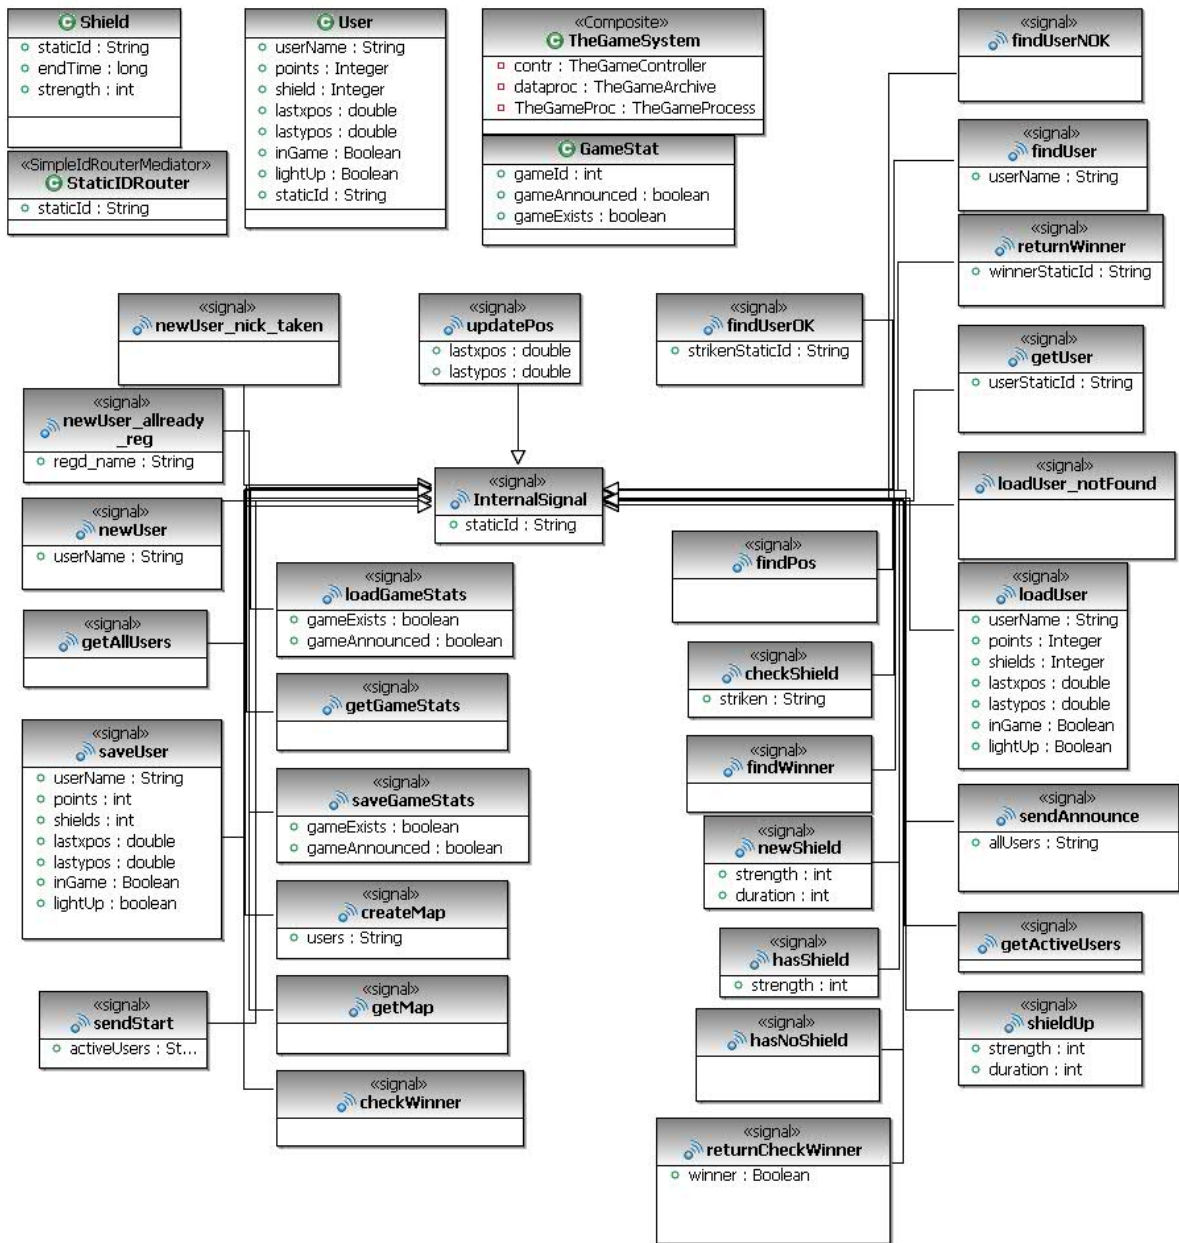 Shield
staticId : String
endTime : long
strength : int
«SimpleIdRouterMediator»
StaticIDRouter
staticId : String
User
userName : String
points : Integer
shield : Integer
lastxpos : double
lastypos : double
inGame : Boolean
lightUp : Boolean
staticId : String
«Composite»
TheGameSystem
contr : TheGameController
dataproc : TheGameArchive
TheGameProc : TheGameProcess
GameStat
gameId : int
gameAnnounced : boolean
gameExists : boolean
«signal»
findUserNOK
«signal»
findUser
userName : String
«signal»
returnWinner
winnerStaticId : String
«signal»
newUser_nick_taken
«signal»
updatePos
lastxpos : double
lastypos : double
«signal»
findUserOK
strikenStaticId : String
«signal»
getUser
userStaticId : String
«signal»
newUser_allready
_reg
regd_name : String
«signal»
InternalSignal
staticId : String
«signal»
loadUser_notFound
«signal»
newUser
userName : String
«signal»
findPos
«signal»
loadGameStats
gameExists : boolean
gameAnnounced : boolean
«signal»
loadUser
userName : String
points : Integer
shields : Integer
lastxpos : double
lastypos : double
inGame : Boolean
lightUp : Boolean
«signal»
getAllUsers
«signal»
getGameStats
«signal»
checkShield
striken : String
«signal»
saveUser
userName : String
points : int
shields : int
lastxpos : double
lastypos : double
inGame : Boolean
lightUp : boolean
«signal»
findWinner
«signal»
saveGameStats
gameExists : boolean
gameAnnounced : boolean
«signal»
sendAnnounce
allUsers : String
«signal»
newShield
strength : int
duration : int
«signal»
createMap
users : String
«signal»
hasShield
strength : int
«signal»
getActiveUsers
«signal»
getMap
«signal»
sendStart
activeUsers : St...
«signal»
hasNoShield
«signal»
shieldUp
strength : int
duration : int
«signal»
checkWinner
«signal»
returnCheckWinner
winner : Boolean